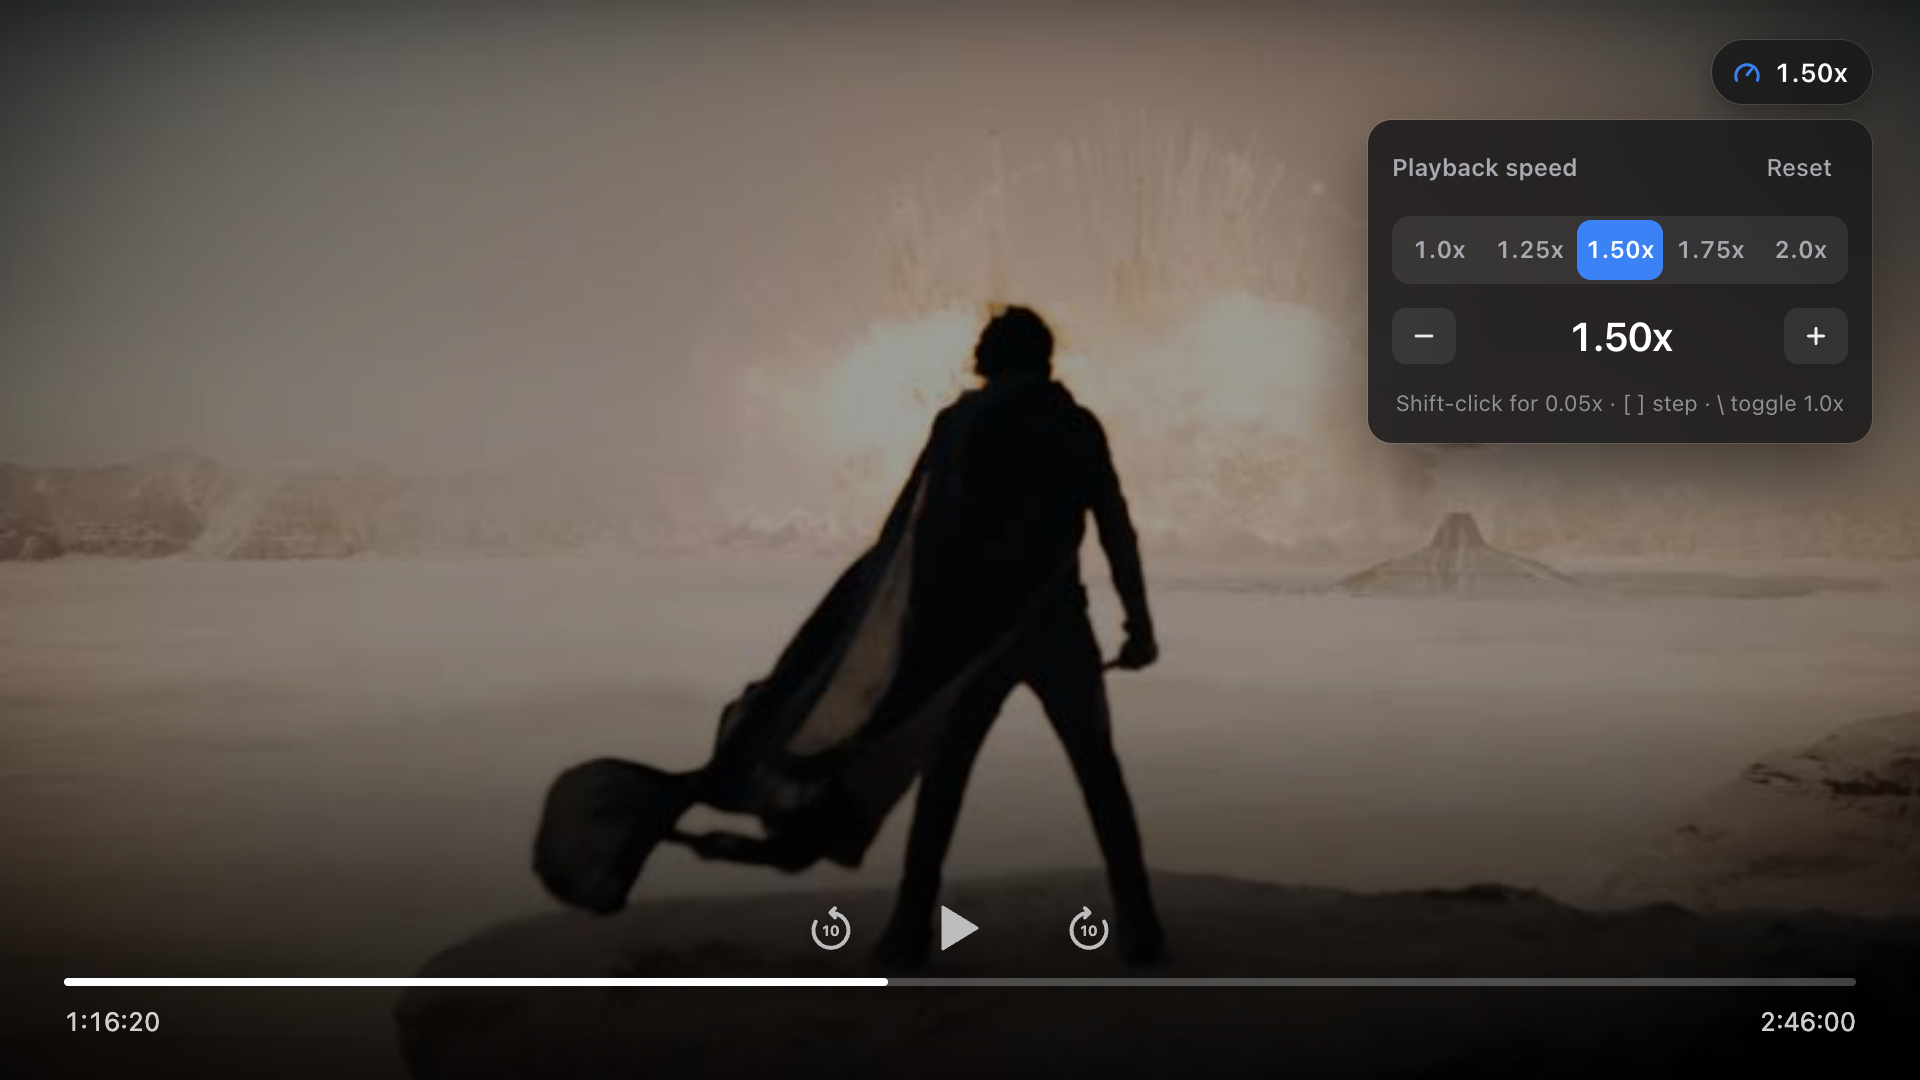 1.50x
Playback speed Reset
1.0x 1.25x 1.50x 1.75x 2.0x
− 1.50x +
Shift-click for 0.05x · [ ] step · \ toggle 1.0x
10 10
1:16:20 2:46:00